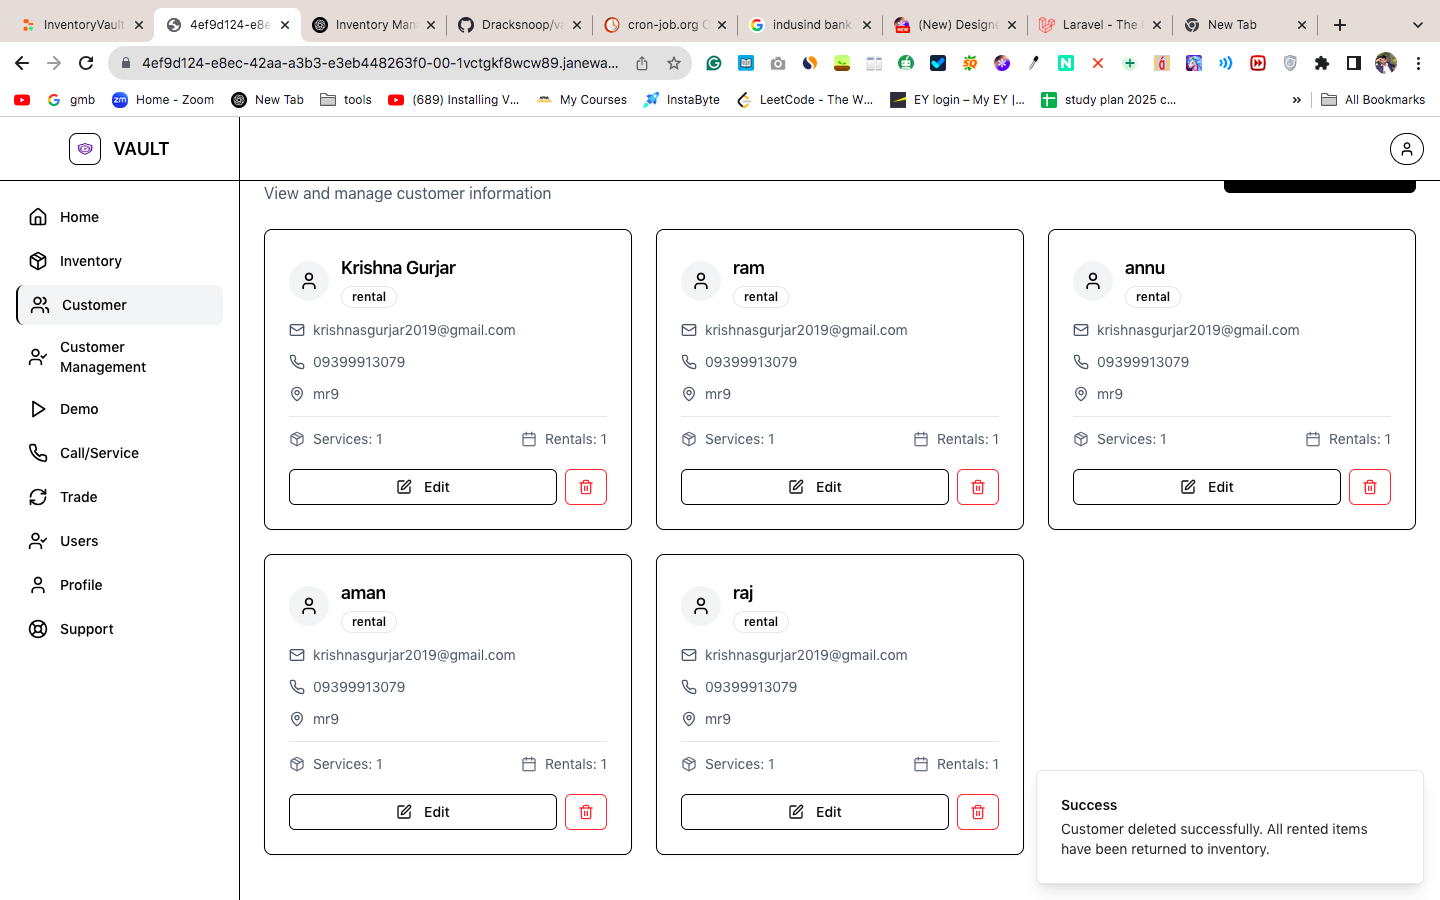 InventoryVault
4ef9d124-e8e
Inventory Man
Dracksnoop/va
cron-job.org C
indusind bank
(New) Designe
Laravel - The
New Tab
4ef9d124-e8ec-42aa-a3b3-e3eb448263f0-00-1vctgkf8wcw89.janewa...
gmb
Home - Zoom
New Tab
tools
(689) Installing V...
My Courses
InstaByte
LeetCode - The W...
EY login – My EY |...
study plan 2025 c...
»
All Bookmarks
VAULT
Home
Inventory
Customer
Customer
Management
Demo
Call/Service
Trade
Users
Profile
Support
View and manage customer information
Krishna Gurjar
rental
krishnasgurjar2019@gmail.com
09399913079
mr9
Services: 1
Rentals: 1
Edit
ram
rental
krishnasgurjar2019@gmail.com
09399913079
mr9
Services: 1
Rentals: 1
Edit
annu
rental
krishnasgurjar2019@gmail.com
09399913079
mr9
Services: 1
Rentals: 1
Edit
aman
rental
krishnasgurjar2019@gmail.com
09399913079
mr9
Services: 1
Rentals: 1
Edit
raj
rental
krishnasgurjar2019@gmail.com
09399913079
mr9
Services: 1
Rentals: 1
Edit
Success
Customer deleted successfully. All rented items
have been returned to inventory.